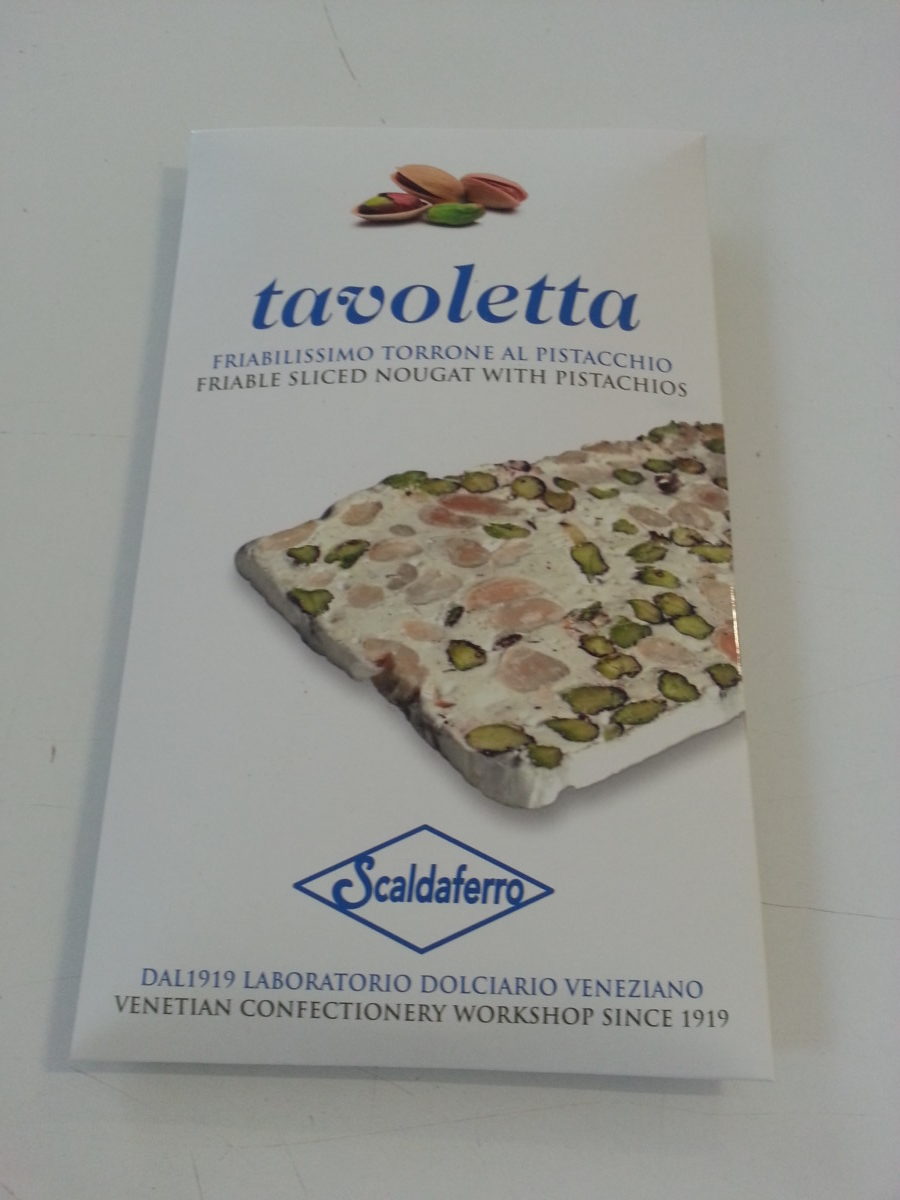 tavoletta
FRIABILISSIMO TORRONE AL PISTACCHIO
FRIABLE SLICED NOUGAT WITH PISTACHIOS
Scaldaferro
DAL1919 LABORATORIO DOLCIARIO VENEZIANO
VENETIAN CONFECTIONERY WORKSHOP SINCE 1919